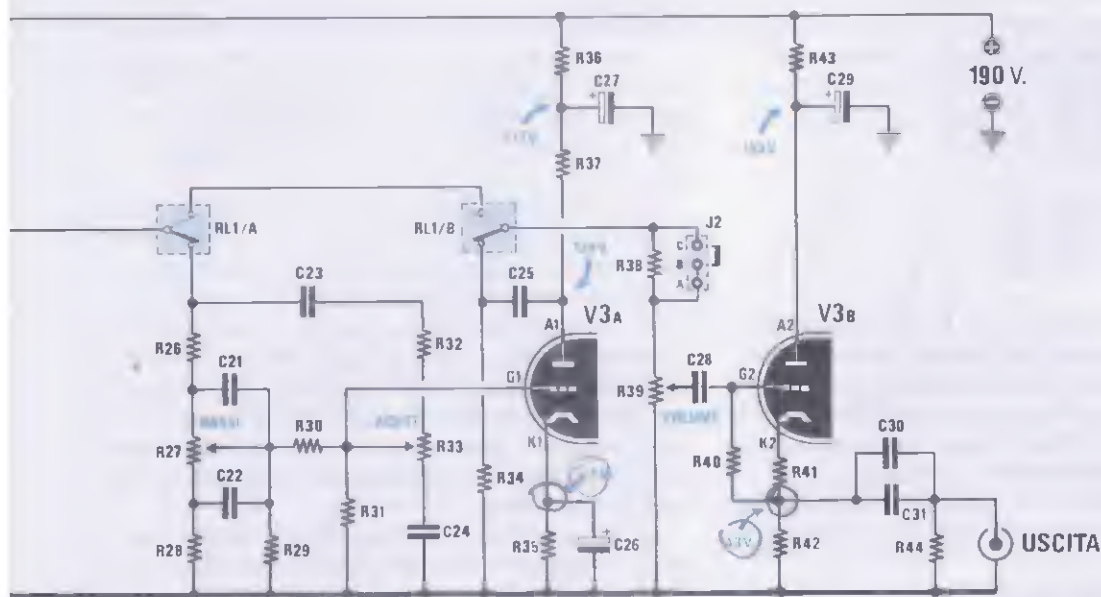 R36
C27
R37
R43
C29
190 V.
RL1/A
RL1/B
C23
C25
R32
R38
J2
C
B
A
A1
V3A
G1
K1
A2
V3B
G2
K2
R26
C21
BASSI
R27
C22
R28
R29
R30
R31
ACUTI
R33
C24
R34
R35
C26
R39
C28
VOLUME
R40
R41
R42
C30
C31
R44
USCITA